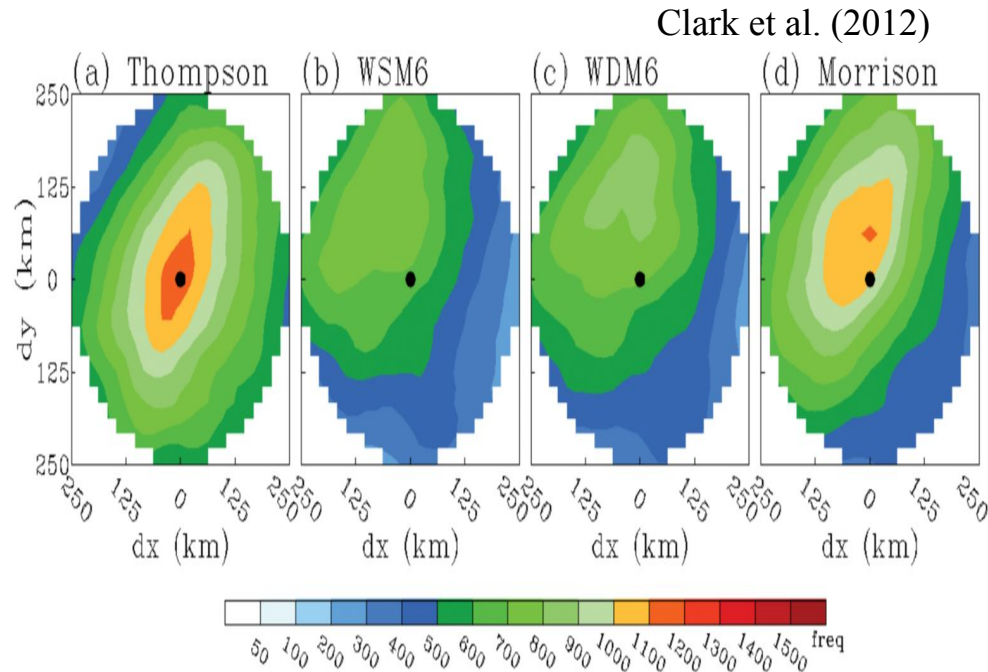 Clark et al. (2012)
(a) Thompson (b) WSM6 (c) WDM6 (d) Morrison
250
125
0
125
250
dy (km)
250 125 0 125 250 250 125 0 125 250 250 125 0 125 250 250 125 0 125 250
dx (km) dx (km) dx (km) dx (km)
50 100 200 300 400 500 600 700 800 900 1000 1100 1200 1300 1400 1500 freq